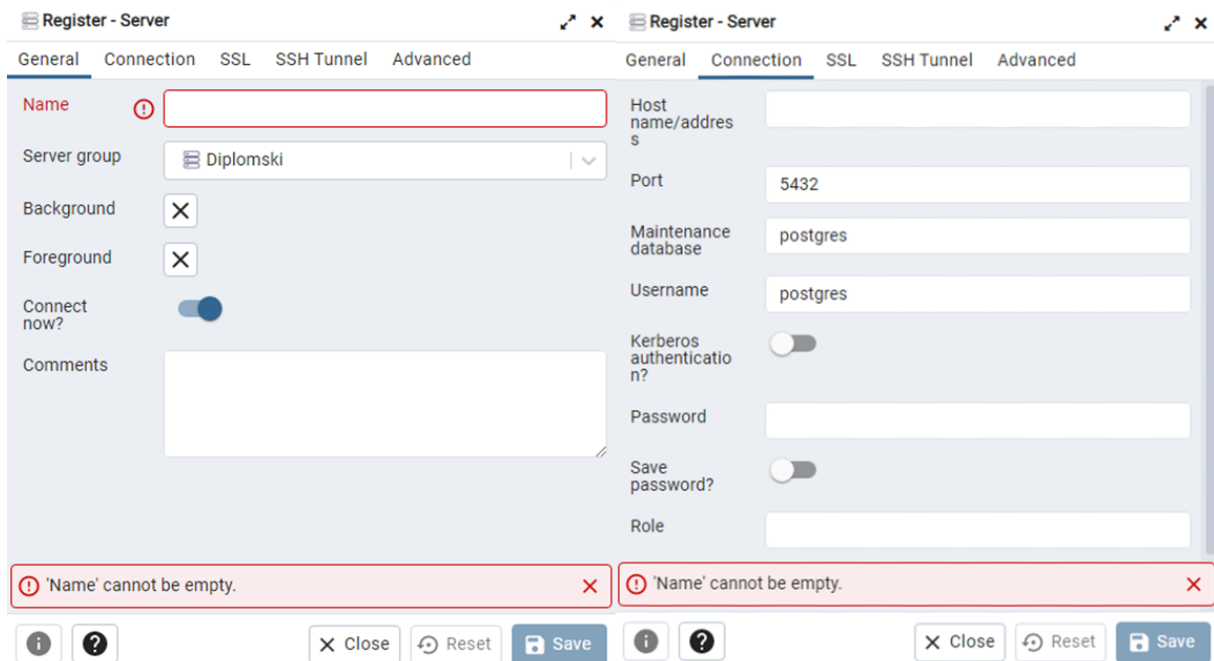 Register - Server
General Connection SSL SSH Tunnel Advanced
Name
Server group
Diplomski
Background
Foreground
Connect
now?
Comments
'Name' cannot be empty.
Close Reset Save
Register - Server
General Connection SSL SSH Tunnel Advanced
Host
name/addres
s
Port
5432
Maintenance
database
postgres
Username
postgres
Kerberos
authenticatio
n?
Password
Save
password?
Role
'Name' cannot be empty.
Close Reset Save